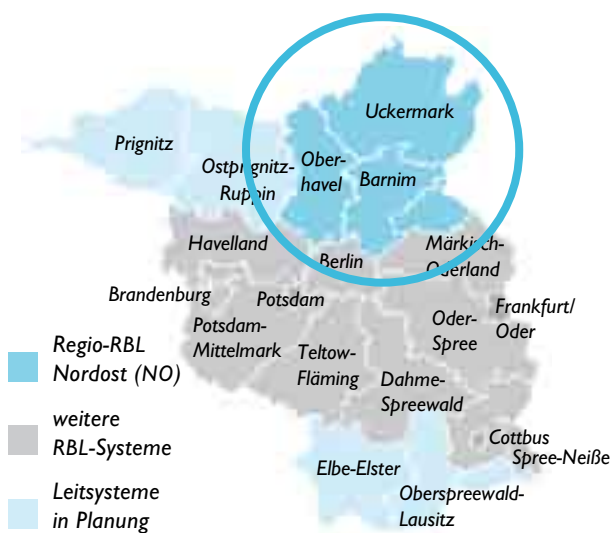 Uckermark
Prignitz
Ostprignitz-
Ruppin
Ober-
havel
Barnim
Havelland
Berlin
Märkisch-
Oderland
Brandenburg
Potsdam
Frankfurt/
Oder
Potsdam-
Mittelmark
Teltow-
Fläming
Oder-
Spree
Dahme-
Spreewald
Cottbus
Spree-Neiße
Elbe-Elster
Oberspreewald-
Lausitz
Regio-RBL
Nordost (NO)
weitere
RBL-Systeme
Leitsysteme
in Planung